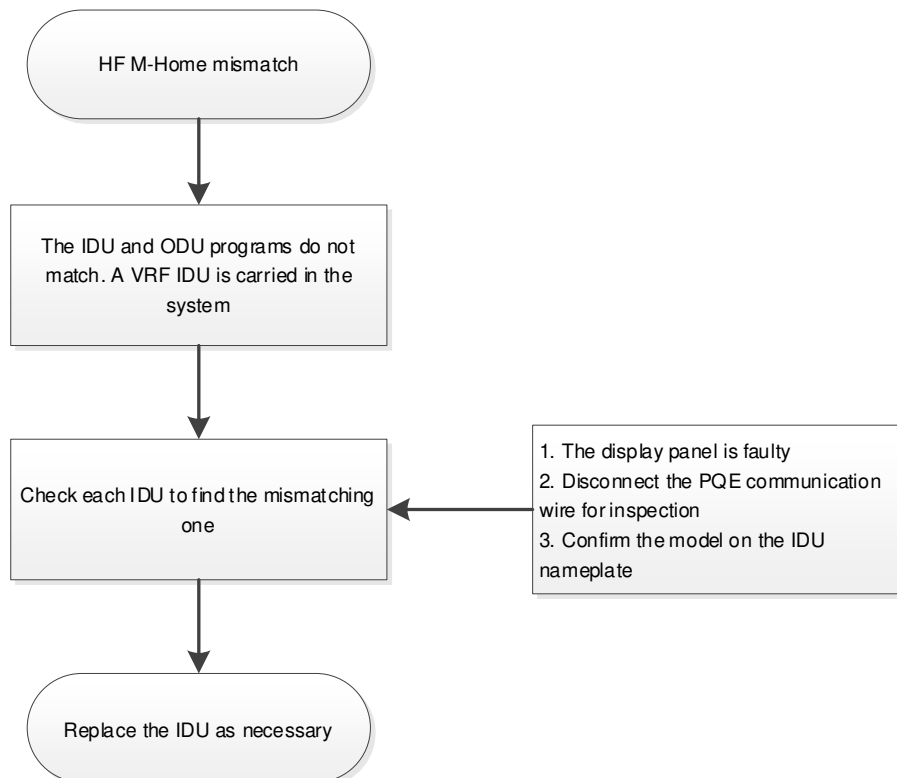 HF M-Home mismatch
The IDU and ODU programs do not
match. A VRF IDU is carried in the
system
Check each IDU to find the mismatching
one
1. The display panel is faulty
2. Disconnect the PQE communication
wire for inspection
3. Confirm the model on the IDU
nameplate
Replace the IDU as necessary